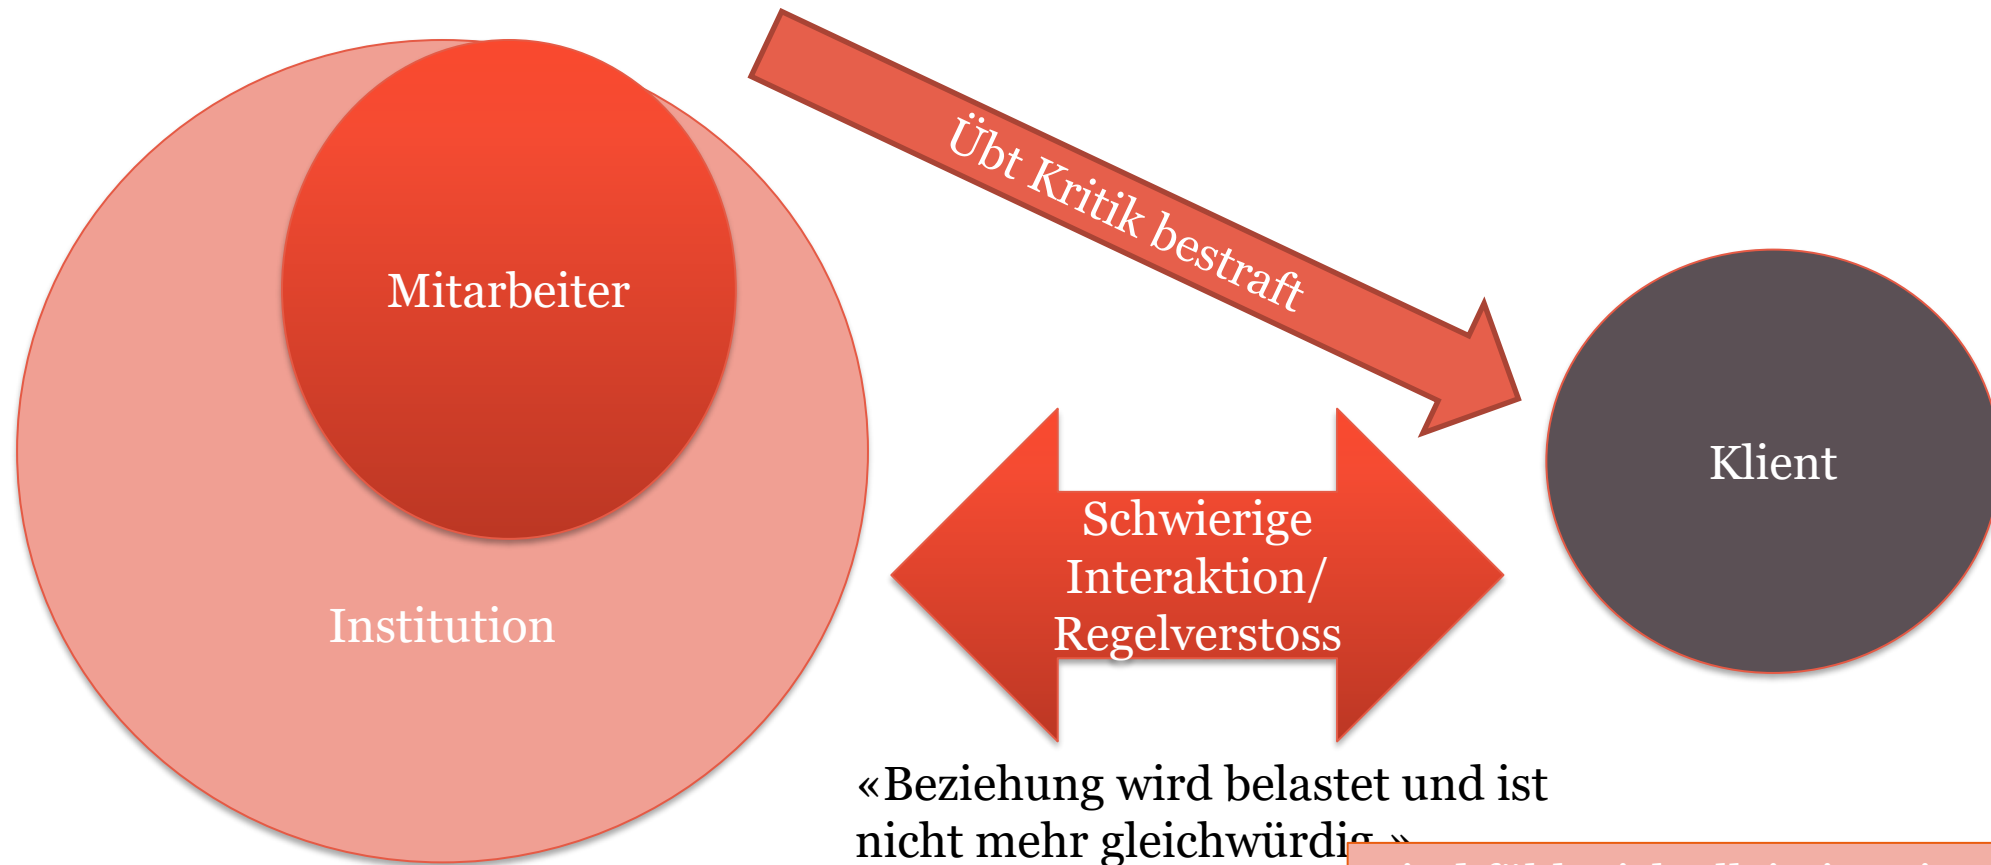 Übt Kritik bestraft
Mitarbeiter
Klient
Schwierige
Interaktion/
Regelverstoss
Institution
«Beziehung wird belastet und ist
nicht mehr gleichwürdig.»